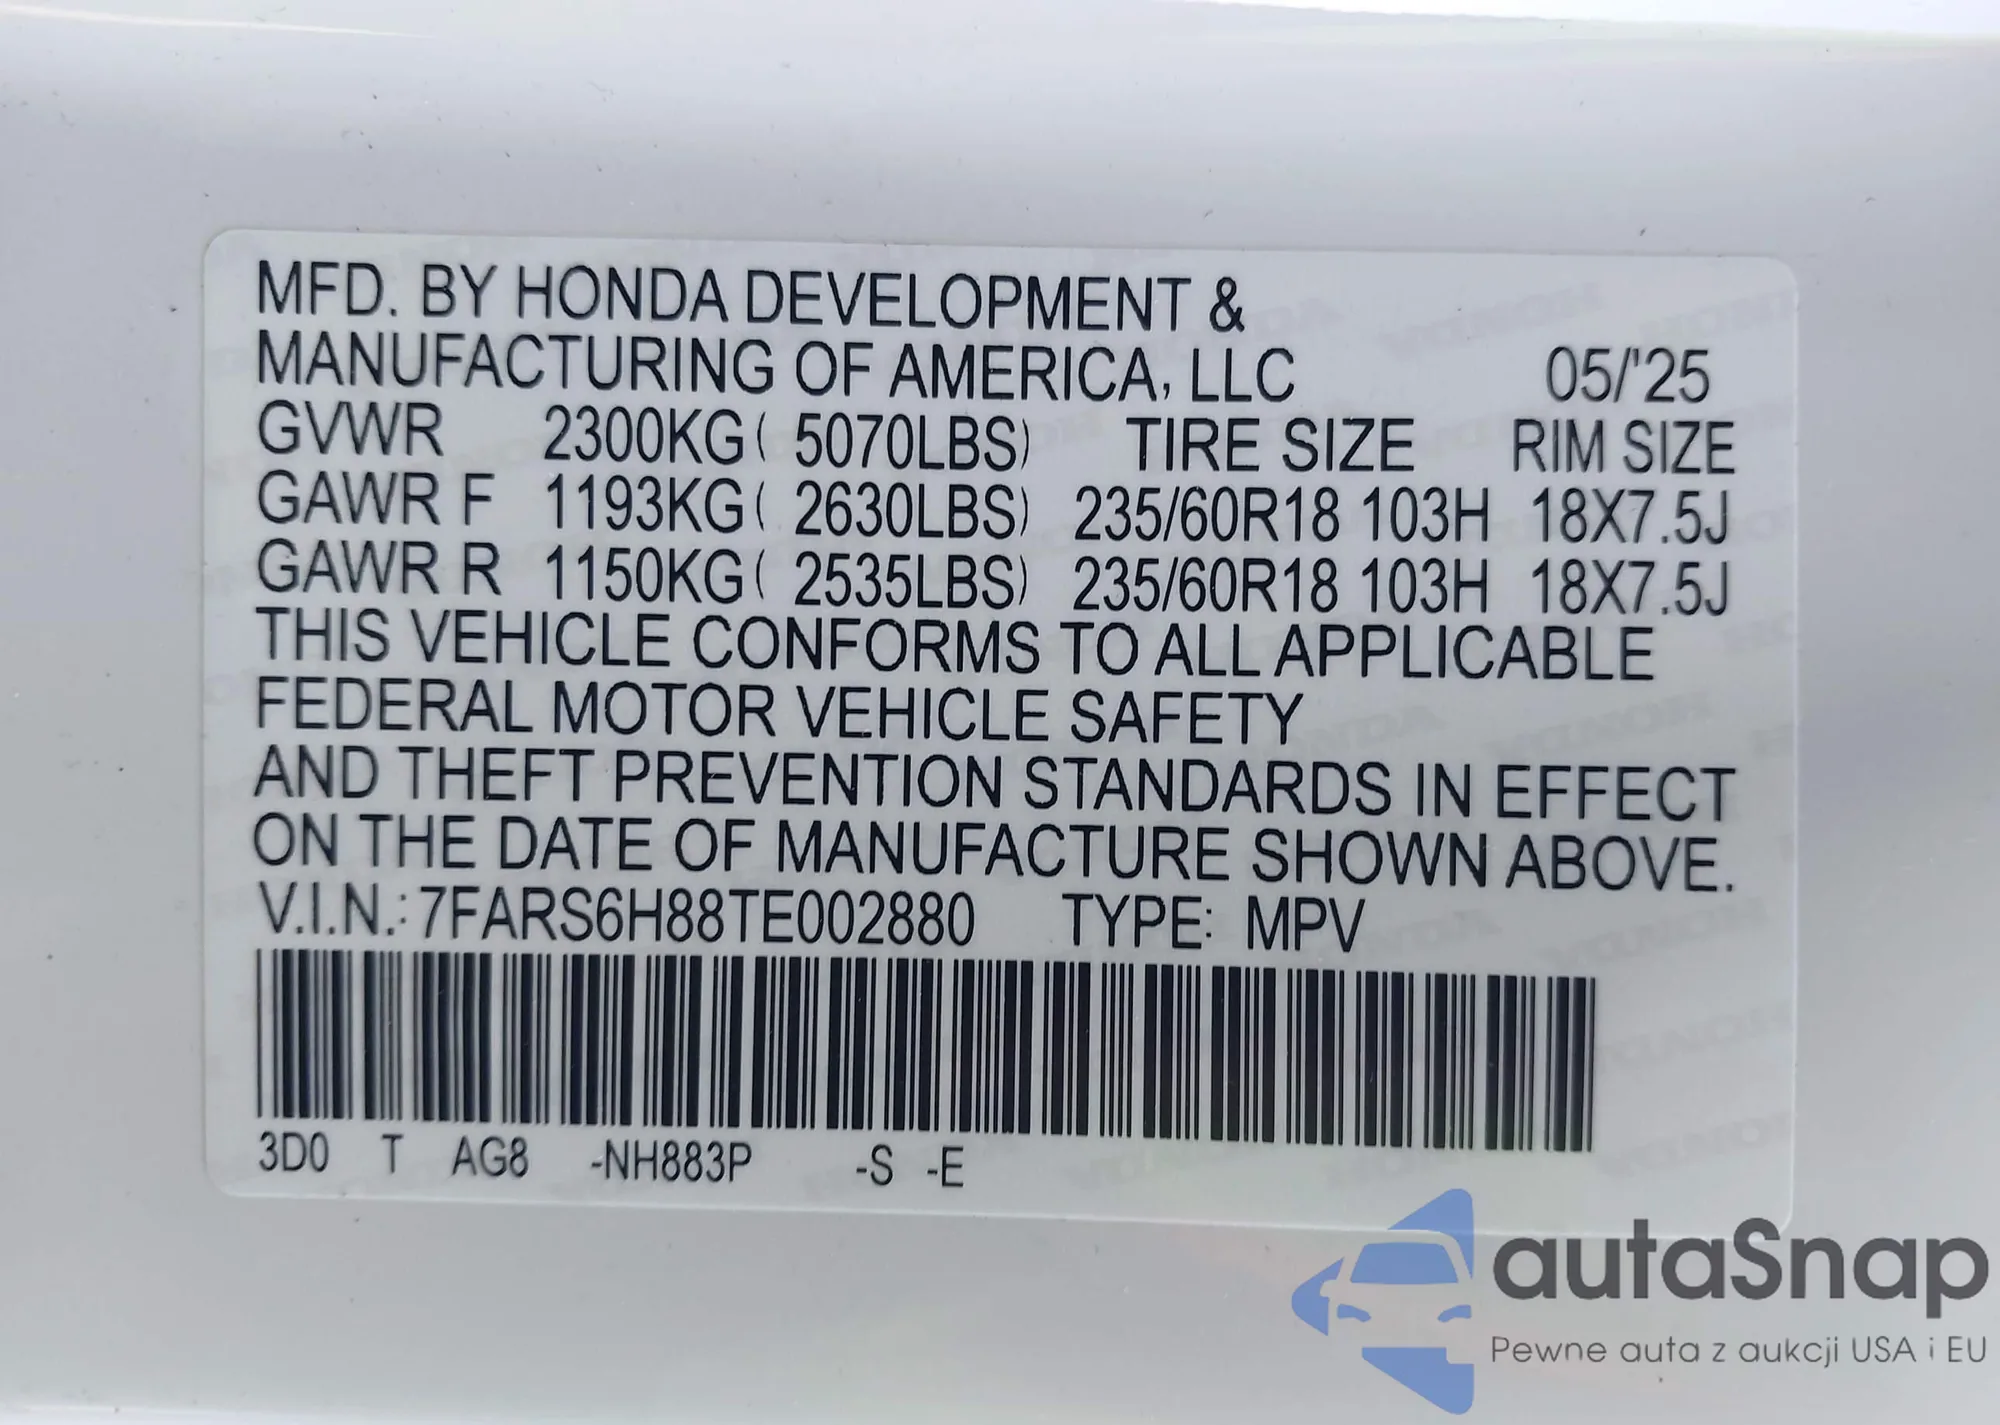 MFD. BY HONDA DEVELOPMENT &
MANUFACTURING OF AMERICA, LLC 05/'25
GVWR 2300KG( 5070LBS) TIRE SIZE RIM SIZE
GAWR F 1193KG( 2630LBS) 235/60R18 103H 18X7.5J
GAWR R 1150KG( 2535LBS) 235/60R18 103H 18X7.5J
THIS VEHICLE CONFORMS TO ALL APPLICABLE
FEDERAL MOTOR VEHICLE SAFETY
AND THEFT PREVENTION STANDARDS IN EFFECT
ON THE DATE OF MANUFACTURE SHOWN ABOVE.
V.I.N.: 7FARS6H88TE002880 TYPE: MPV
3D0 T AG8 -NH883P -S -E
autaSnap
Pewne auta z aukcji USA i EU